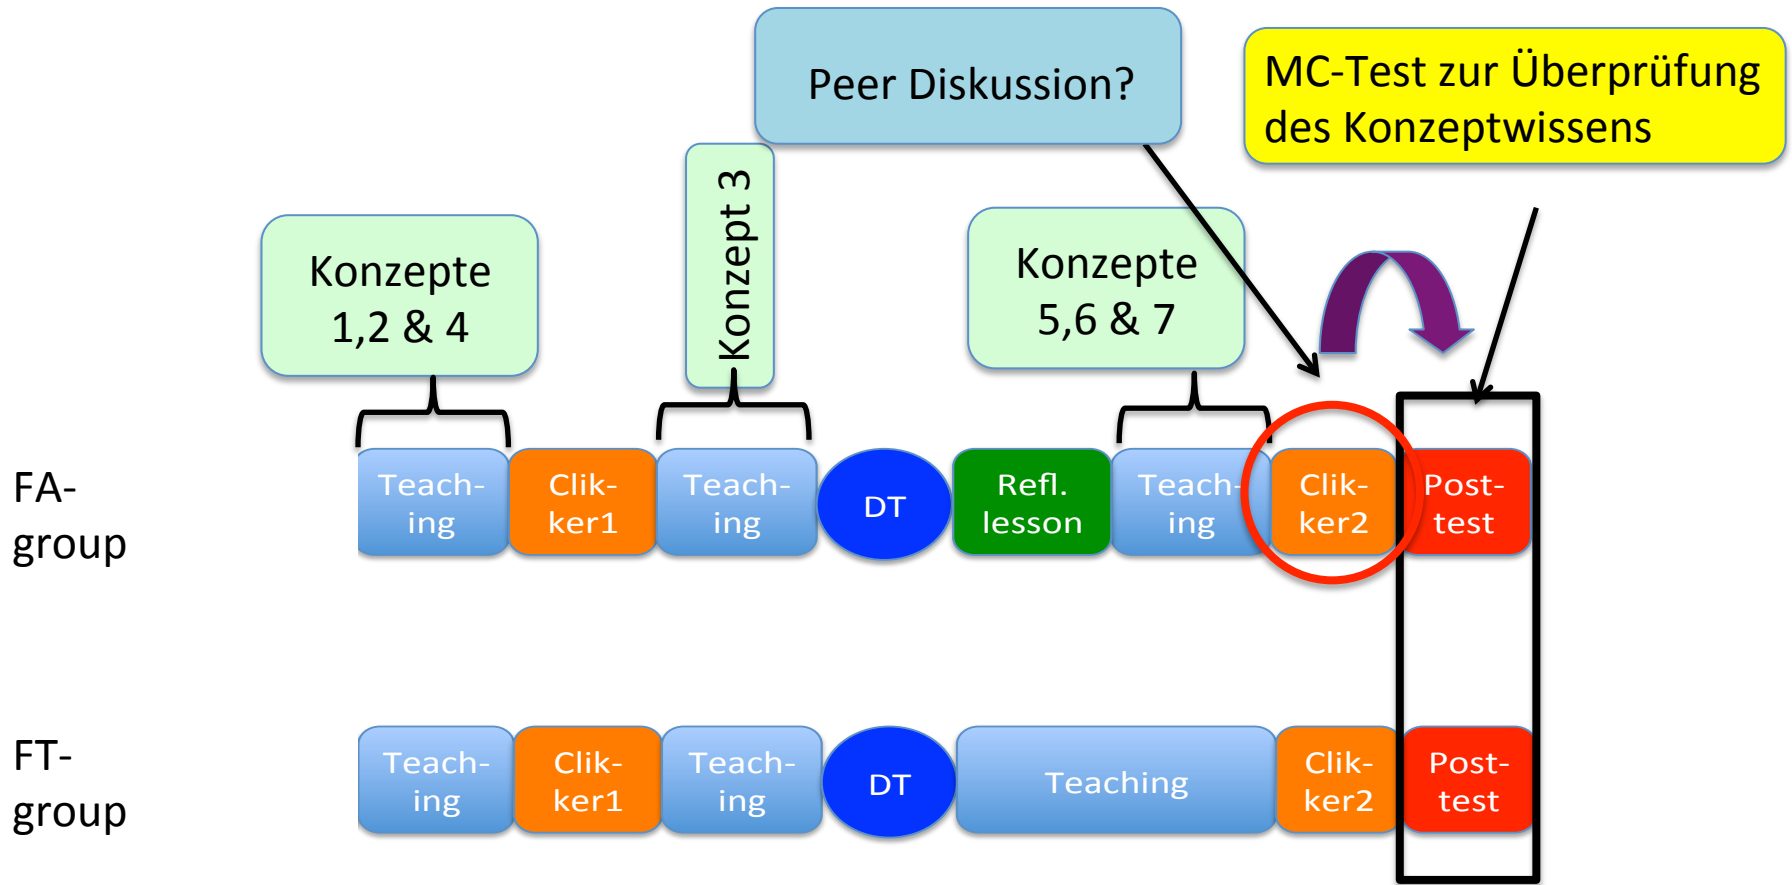 Peer Diskussion?
MC-Test zur Überprüfung
des Konzeptwissens
Konzepte
1,2 & 4
Konzept 3
Konzepte
5,6 & 7
FA-
group
Teach-
ing
Clik-
ker1
Teach-
ing
DT
Refl.
lesson
Teach-
ing
Clik-
ker2
Post-
test
FT-
group
Teach-
ing
Clik-
ker1
Teach-
ing
DT
Teaching
Clik-
ker2
Post-
test